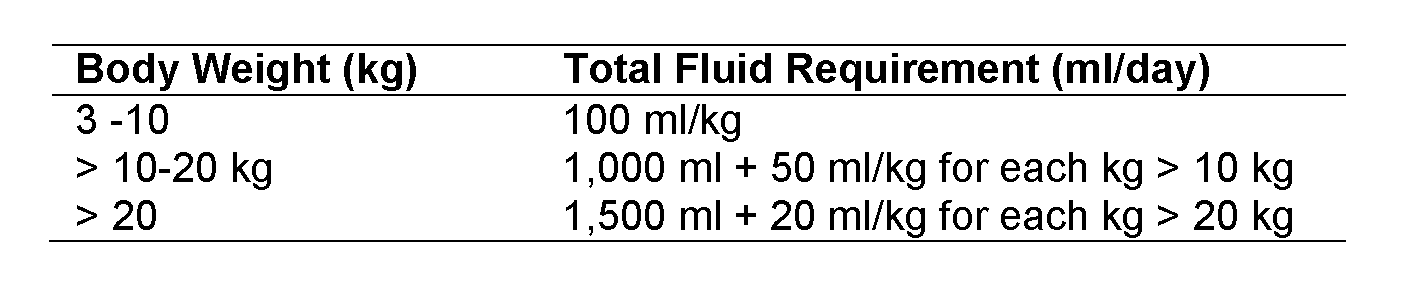 Body Weight (kg) Total Fluid Requirement (ml/day)
3 -10 100 ml/kg
> 10-20 kg 1,000 ml + 50 ml/kg for each kg > 10 kg
> 20 1,500 ml + 20 ml/kg for each kg > 20 kg